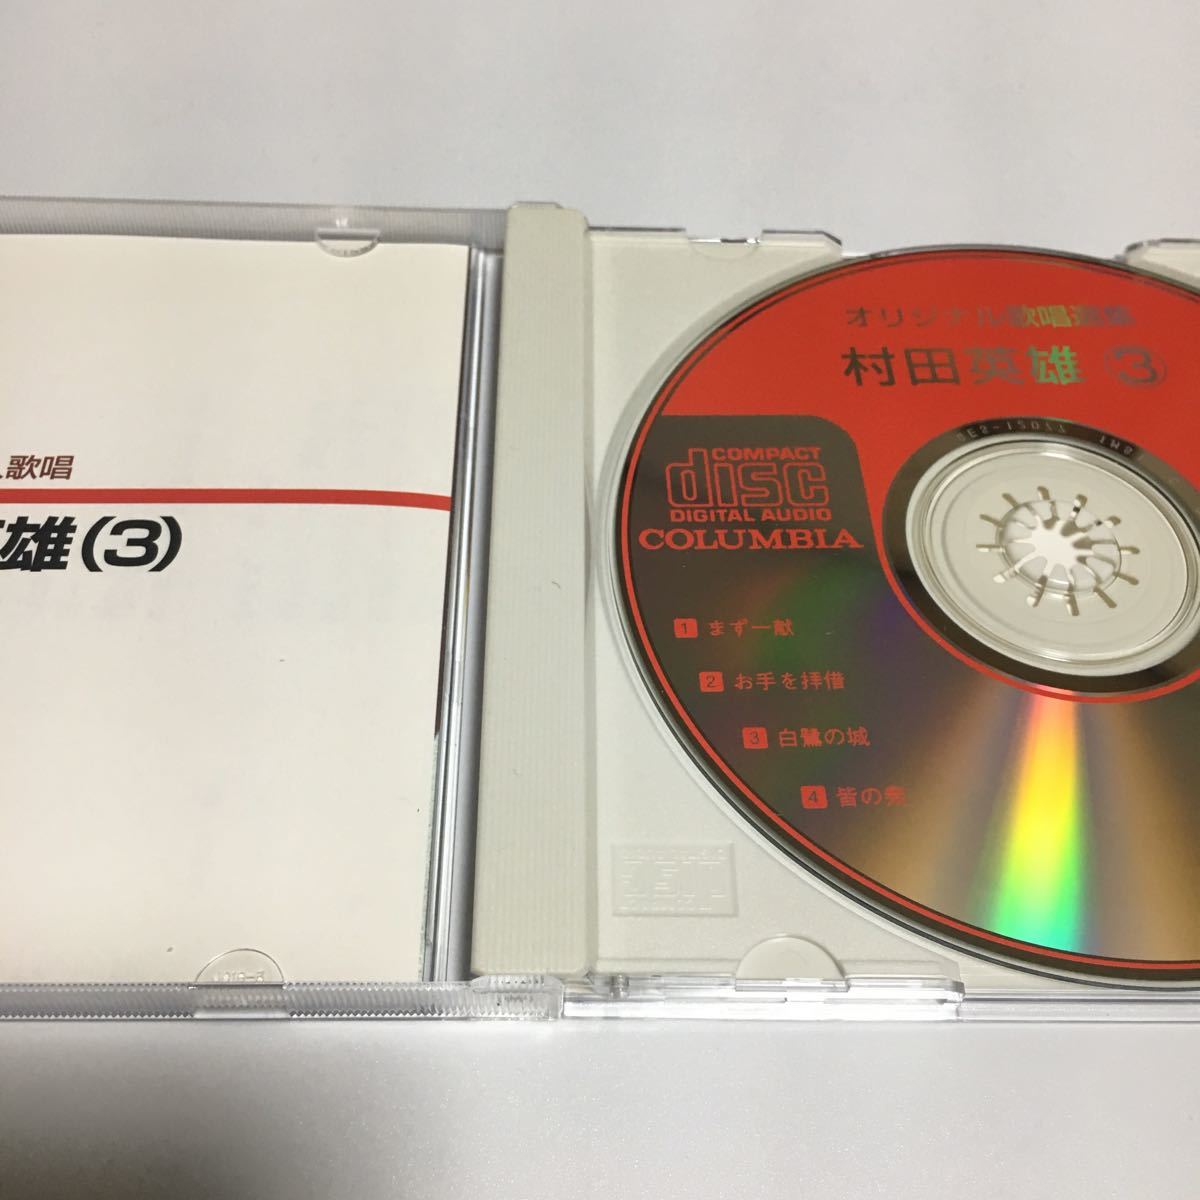 歌唱
雄(3)
オリジナル歌唱選集
村田英雄 ③
COMPACT
disc
DIGITAL AUDIO
COLUMBIA
1 まず一献
2 お手を拝借
3 白鷺の城
4 皆の衆